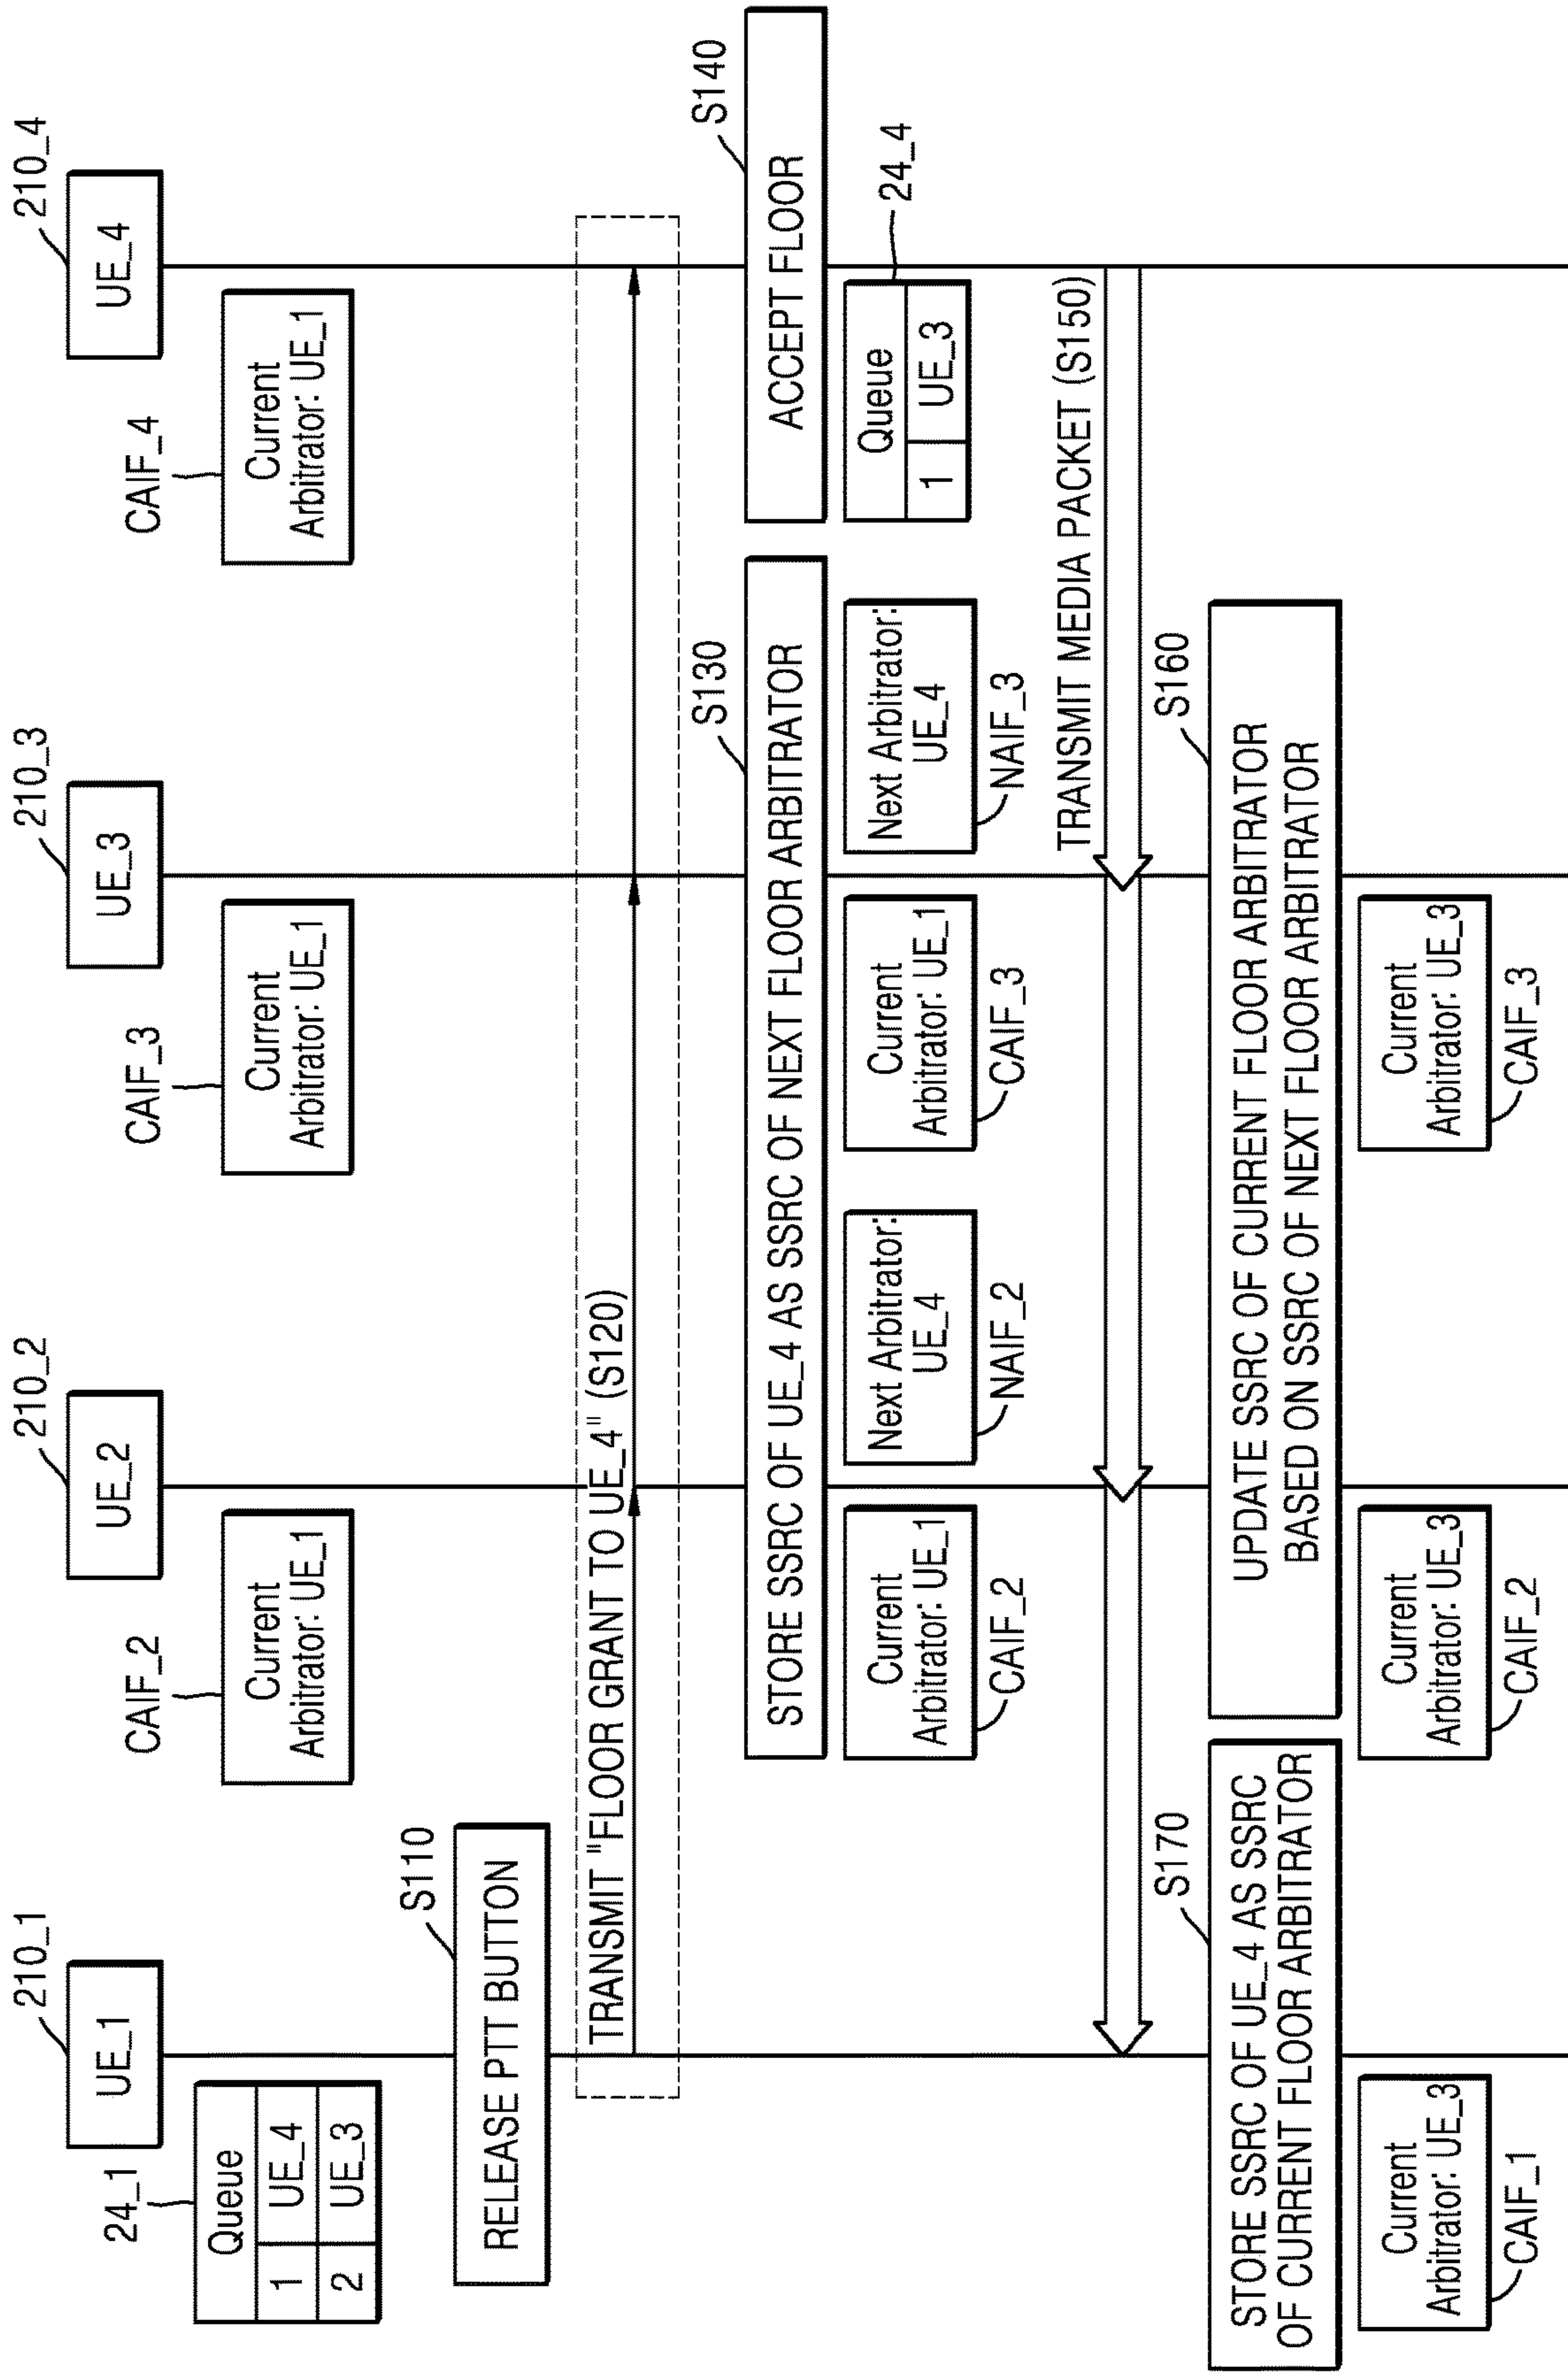 210_1
UE_1
210_2
UE_2
210_3
UE_3
210_4
UE_4
24_1
Queue
1 UE_4
2 UE_3
CAIF_2
Current
Arbitrator: UE_1
CAIF_3
Current
Arbitrator: UE_1
CAIF_4
Current
Arbitrator: UE_1
S110
RELEASE PTT BUTTON
TRANSMIT "FLOOR GRANT TO UE_4" (S120)
S130
STORE SSRC OF UE_4 AS SSRC OF NEXT FLOOR ARBITRATOR
S140
ACCEPT FLOOR
Current
Arbitrator: UE_1
CAIF_2
Next Arbitrator:
UE_4
NAIF_2
Current
Arbitrator: UE_1
CAIF_3
Next Arbitrator:
UE_4
NAIF_3
Queue
1 UE_3
24_4
TRANSMIT MEDIA PACKET (S150)
S170
STORE SSRC OF UE_4 AS SSRC
OF CURRENT FLOOR ARBITRATOR
S160
UPDATE SSRC OF CURRENT FLOOR ARBITRATOR
BASED ON SSRC OF NEXT FLOOR ARBITRATOR
Current
Arbitrator: UE_3
CAIF_1
Current
Arbitrator: UE_3
CAIF_2
Current
Arbitrator: UE_3
CAIF_3